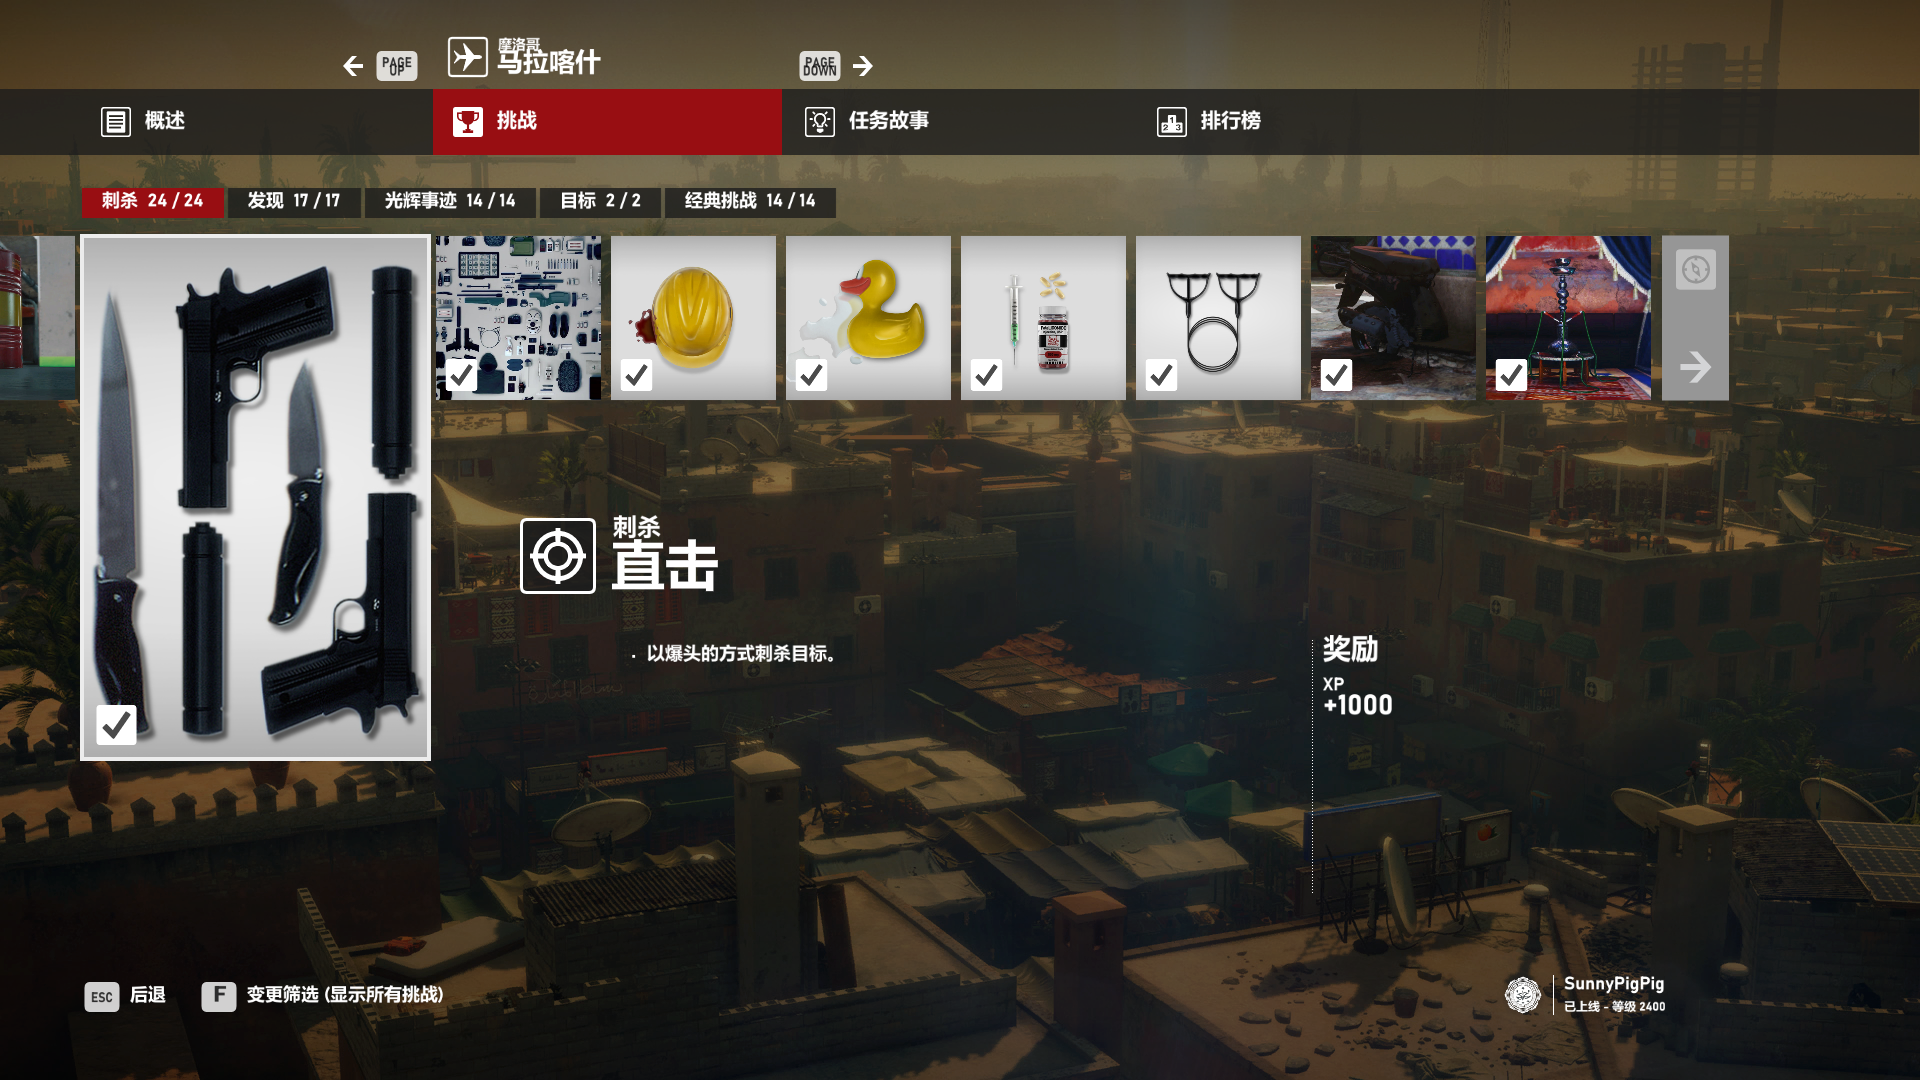 PAGE UP
摩洛哥
马拉喀什
PAGE DOWN
概述
挑战
任务故事
排行榜
刺杀 24 / 24
发现 17 / 17
光辉事迹 14 / 14
目标 2 / 2
经典挑战 14 / 14
刺杀
直击
· 以爆头的方式刺杀目标。
奖励
XP
+1000
ESC 后退
F 变更筛选 (显示所有挑战)
SunnyPigPig
已上线 - 等级 2400